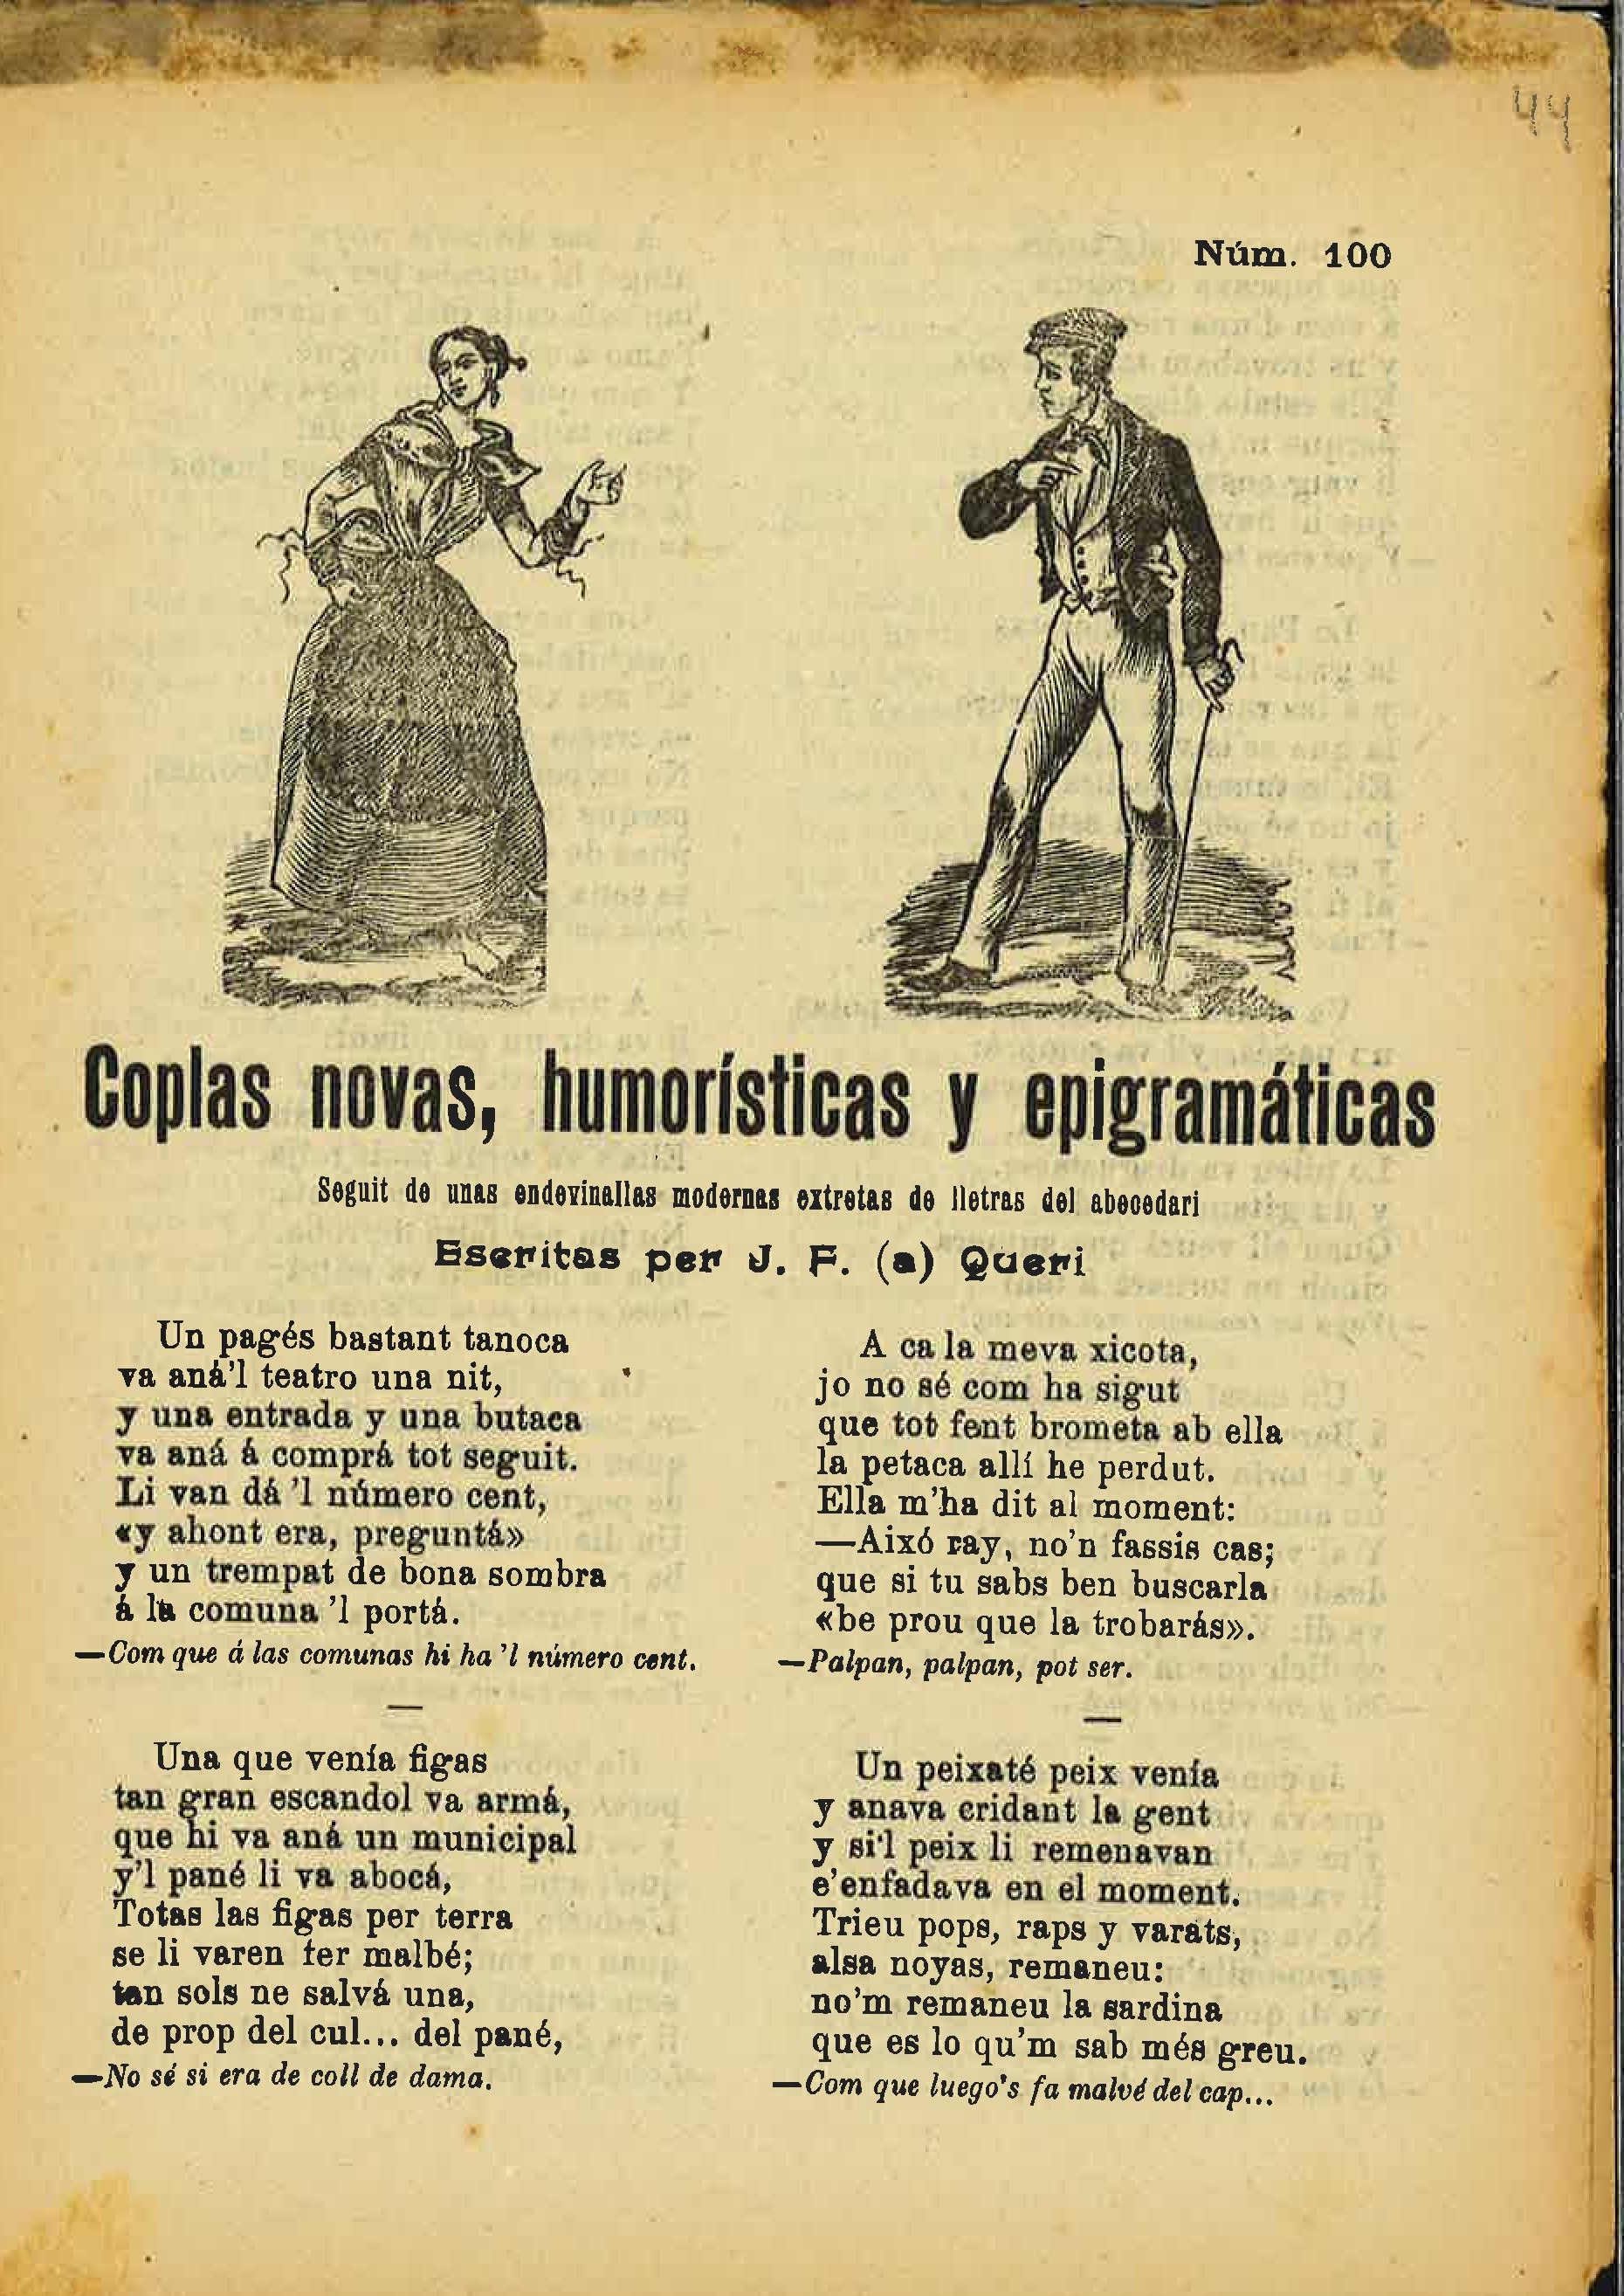 44
Núm. 100
Coplas novas, humorísticas y epigramáticas
Seguit de unas endevinallas modernas extretas de lletras del abecedari
Escritas per J. F. (a) Queri
Un pagés bastant tanoca
va aná'l teatro una nit,
y una entrada y una butaca
va aná á comprá tot seguit.
Li van dá 'l número cent,
«y ahont era, preguntá»
y un trempat de bona sombra
á la comuna 'l portá.
—Com que á las comunas hi ha 'l número cent.
Una que venía figas
tan gran escandol va armá,
que hi va aná un municipal
y'l pané li va abocá,
Totas las figas per terra
se li varen fer malbé;
tan sols ne salvá una,
de prop del cul... del pané,
—No sé si era de coll de dama.
A ca la meva xicota,
jo no sé com ha sigut
que tot fent brometa ab ella
la petaca allí he perdut.
Ella m'ha dit al moment:
—Aixó ray, no'n fassis cas;
que si tu sabs ben buscarla
«be prou que la trobarás».
—Palpan, palpan, pot ser.
Un peixaté peix venía
y anava cridant la gent
y si'l peix li remenavan
e'enfadava en el moment.
Trieu pops, raps y varats,
alsa noyas, remaneu:
no'm remaneu la sardina
que es lo qu'm sab més greu.
—Com que luego's fa malvé del cap...